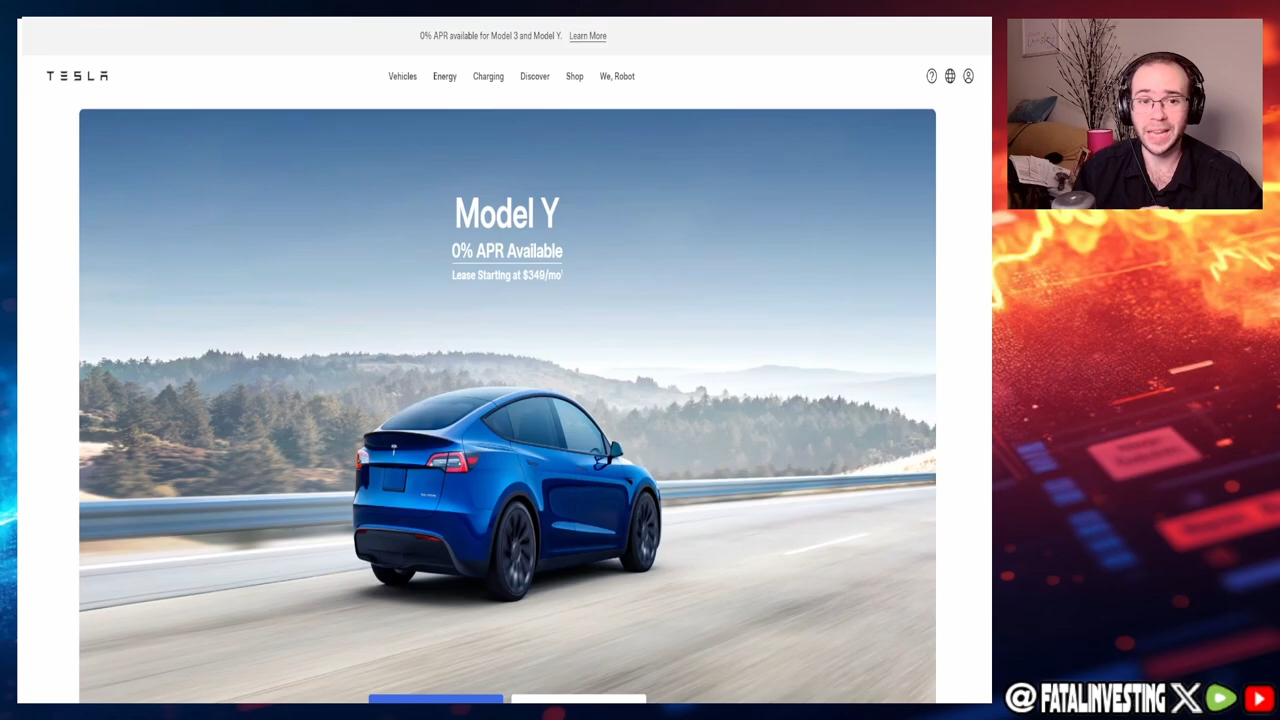 0% APR available for Model 3 and Model Y. Learn More
TESLA
Vehicles Energy Charging Discover Shop We, Robot
Model Y
0% APR Available
Lease Starting at $349/mo¹
@FATALINVESTING